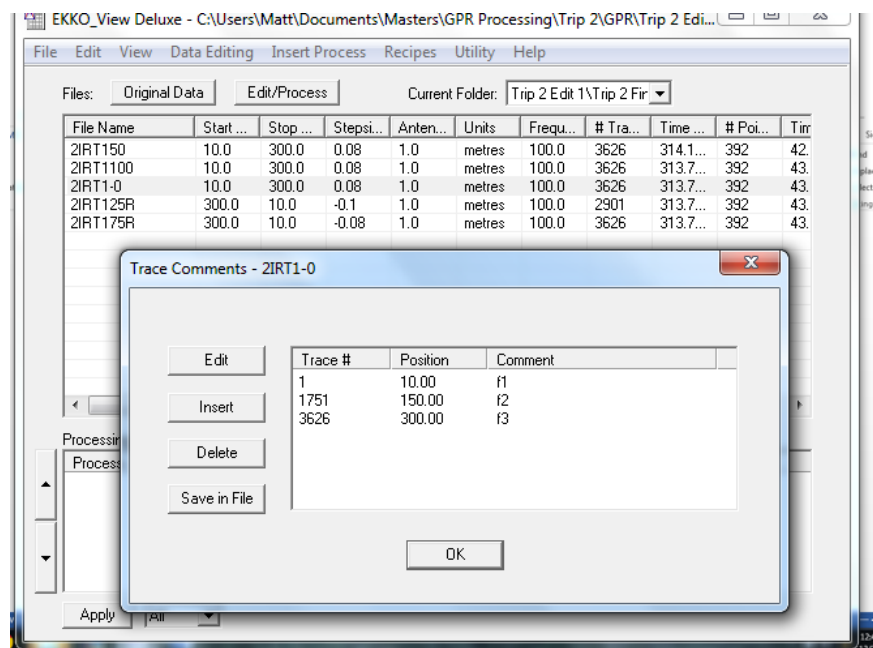 EKKO_View Deluxe - C:\Users\Matt\Documents\Masters\GPR Processing\Trip 2\GPR\Trip 2 Edi...
File Edit View Data Editing Insert Process Recipes Utility Help
Files: Original Data Edit/Process Current Folder: Trip 2 Edit 1\Trip 2 Fir
File Name Start ... Stop ... Stepsi... Anten... Units Frequ... # Tra... Time ... # Poi... Tim
2IRT150 10.0 300.0 0.08 1.0 metres 100.0 3626 314.1... 392 42.
2IRT1100 10.0 300.0 0.08 1.0 metres 100.0 3626 313.7... 392 43.
2IRT1-0 10.0 300.0 0.08 1.0 metres 100.0 3626 313.7... 392 43.
2IRT125R 300.0 10.0 -0.1 1.0 metres 100.0 2901 313.7... 392 43.
2IRT175R 300.0 10.0 -0.08 1.0 metres 100.0 3626 313.7... 392 43.
Trace Comments - 2IRT1-0
Edit
Insert
Delete
Save in File
Trace # Position Comment
1 10.00 f1
1751 150.00 f2
3626 300.00 f3
OK
Processin
Process
Apply All